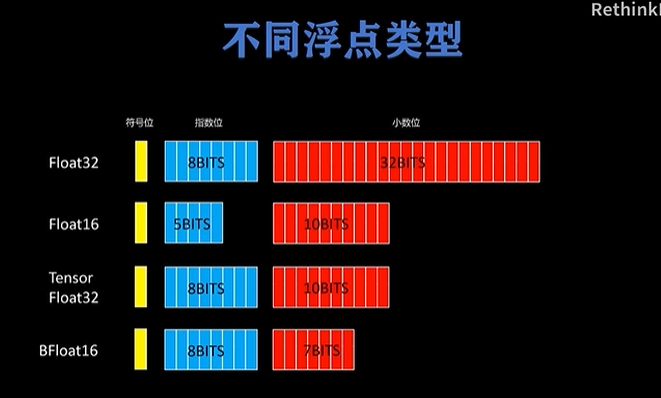 Rethink
不同浮点类型
符号位 指数位 小数位
Float32 8BITS 32BITS
Float16 5BITS 10BITS
Tensor
Float32 8BITS 10BITS
BFloat16 8BITS 7BITS